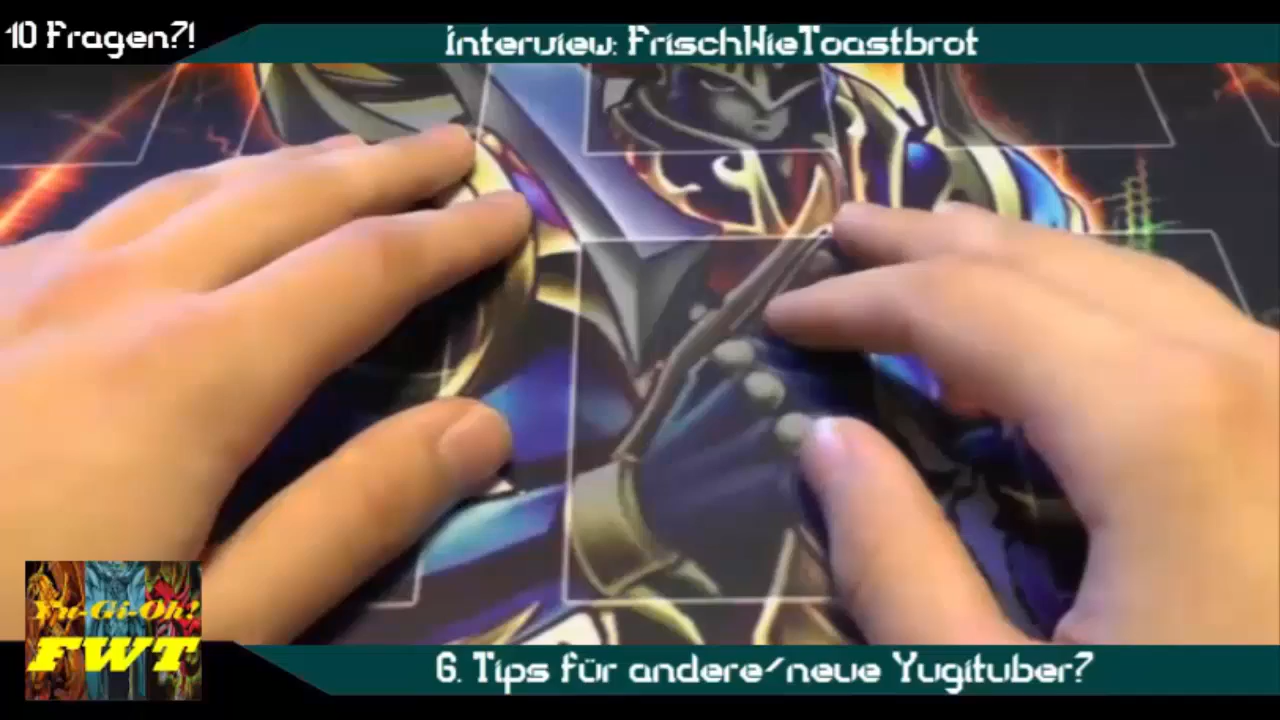 10 Fragen?!
Interview: FrischWieToastbrot
Yu-Gi-Oh!
FWT
6. Tips für andere/neue Yugituber?